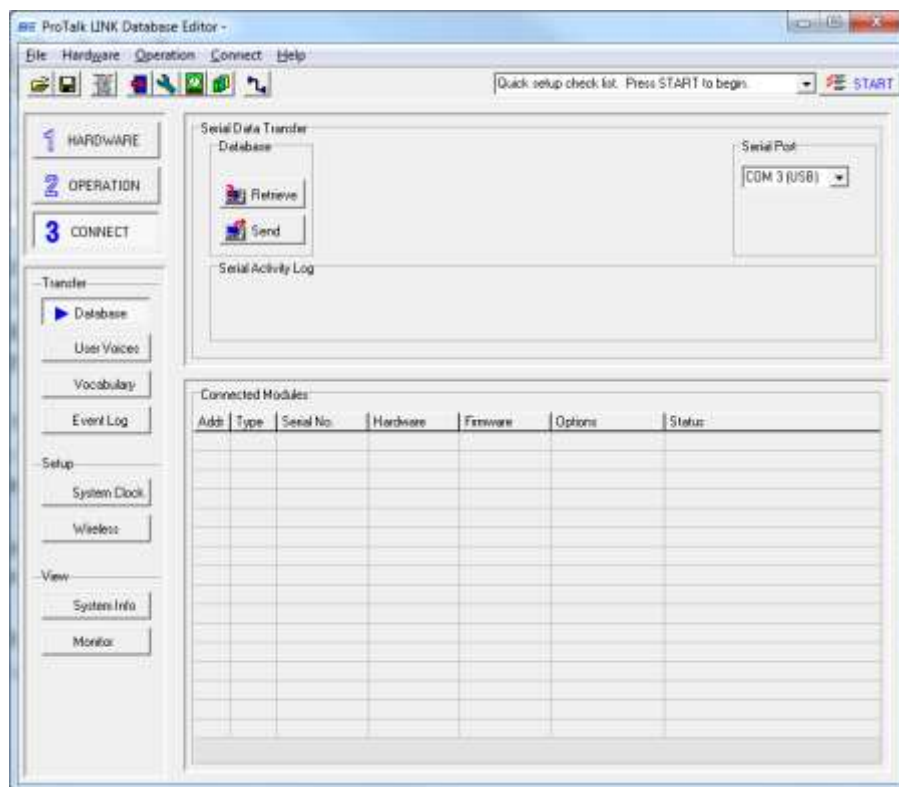 ProTalk LINK Database Editor -
File Hardware Operation Connect Help
Quick setup check list. Press START to begin. START
1 HARDWARE
2 OPERATION
3 CONNECT
Transfer
Database
User Voices
Vocabulary
Event Log
Setup
System Clock
Wireless
View
System Info
Monitor
Serial Data Transfer
Database
Retrieve
Send
Serial Port
COM 3 (USB)
Serial Activity Log
Connected Modules
Addr Type Serial No. Hardware Firmware Options Status